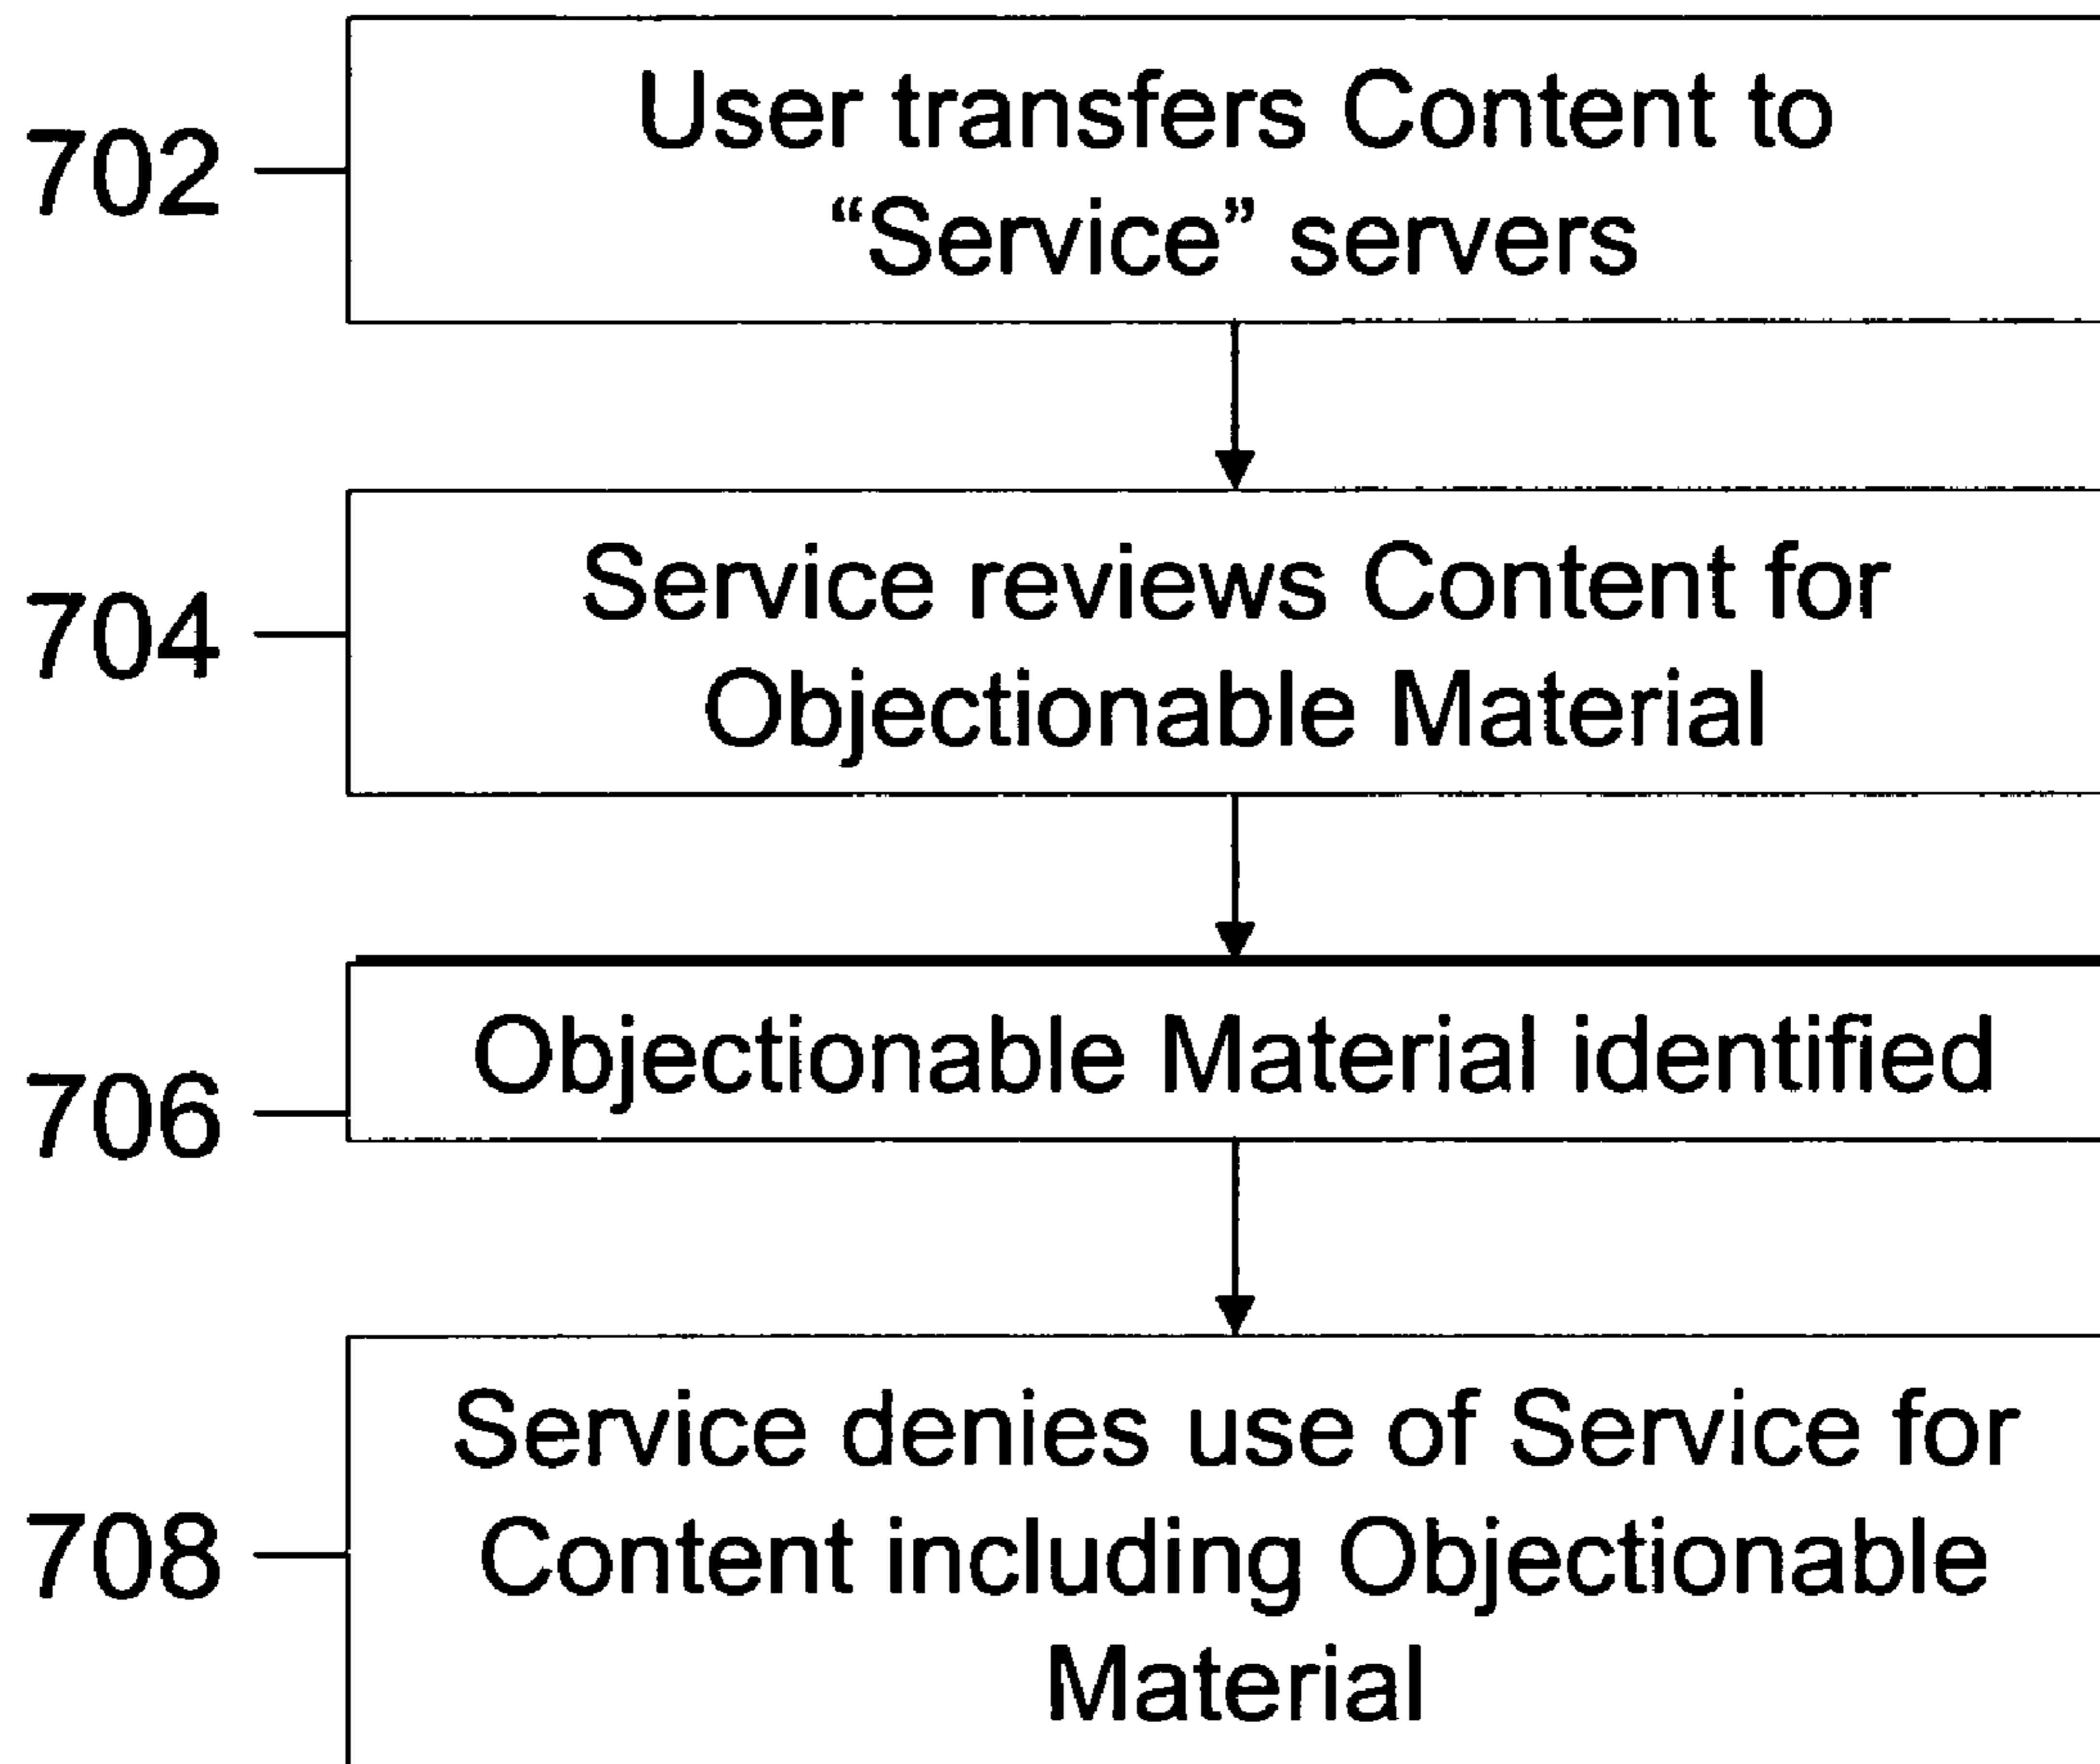 702
User transfers Content to
“Service” servers
704
Service reviews Content for
Objectionable Material
706
Objectionable Material identified
708
Service denies use of Service for
Content including Objectionable
Material